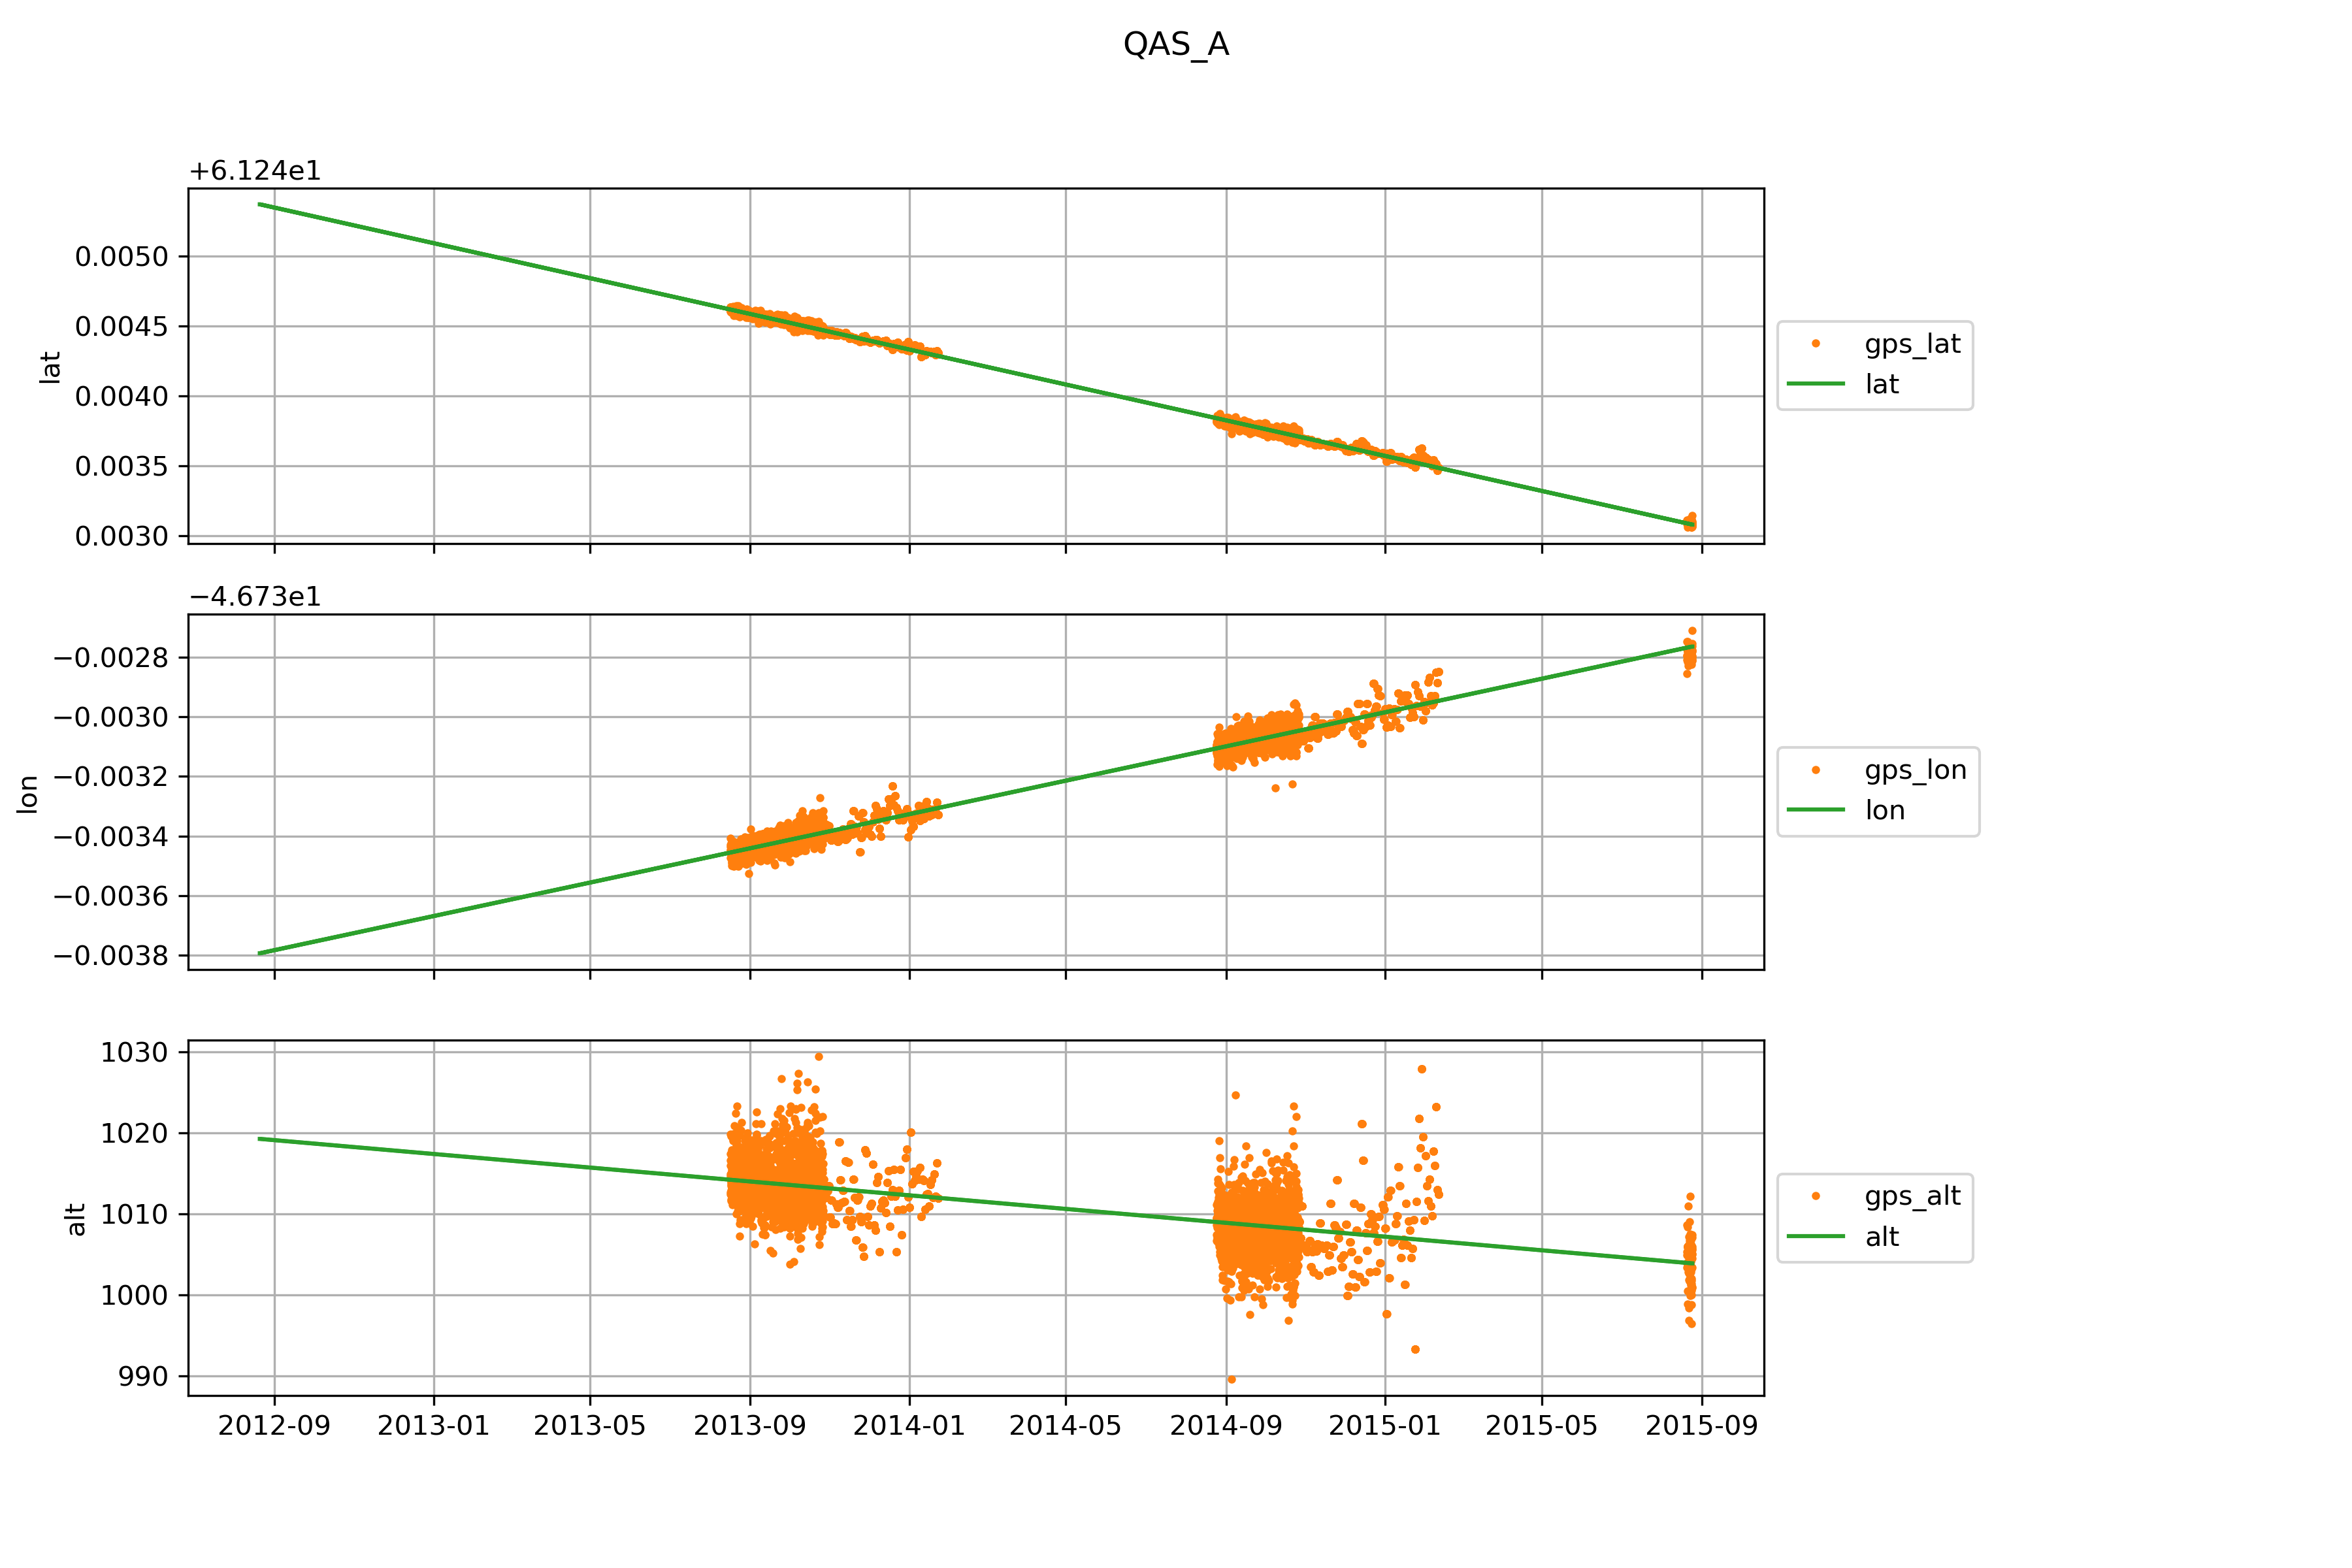 QAS_A
+6.124e1
0.0050
0.0045
0.0040
0.0035
0.0030
lat
gps_lat
lat
−4.673e1
−0.0028
−0.0030
−0.0032
−0.0034
−0.0036
−0.0038
lon
gps_lon
lon
1030
1020
1010
1000
990
alt
gps_alt
alt
2012-09 2013-01 2013-05 2013-09 2014-01 2014-05 2014-09 2015-01 2015-05 2015-09